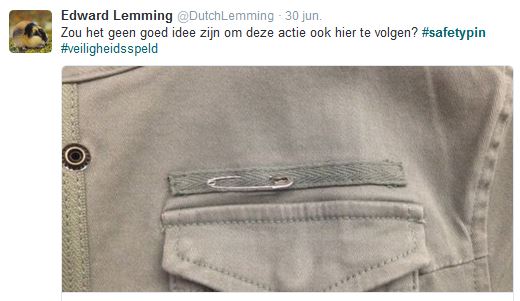 Edward Lemming @DutchLemming · 30 jun.
Zou het geen goed idee zijn om deze actie ook hier te volgen? #safetypin
#veiligheidsspeld